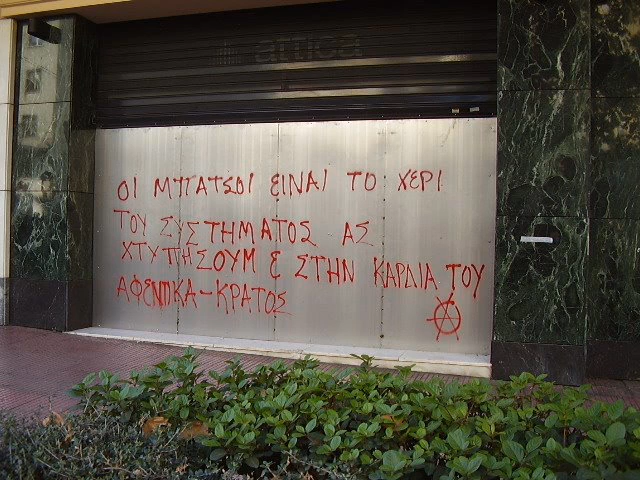 attica
ΟΙ ΜΠΑΤΣΟΙ ΕΙΝΑΙ ΤΟ ΧΕΡΙ
ΤΟΥ ΣΥΣΤΗΜΑΤΟΣ ΑΣ
ΧΤΥΠΗΣΟΥΜΕ ΣΤΗΝ ΚΑΡΔΙΑ ΤΟΥ
ΑΦΕΝΤΙΚΑ-ΚΡΑΤΟΣ